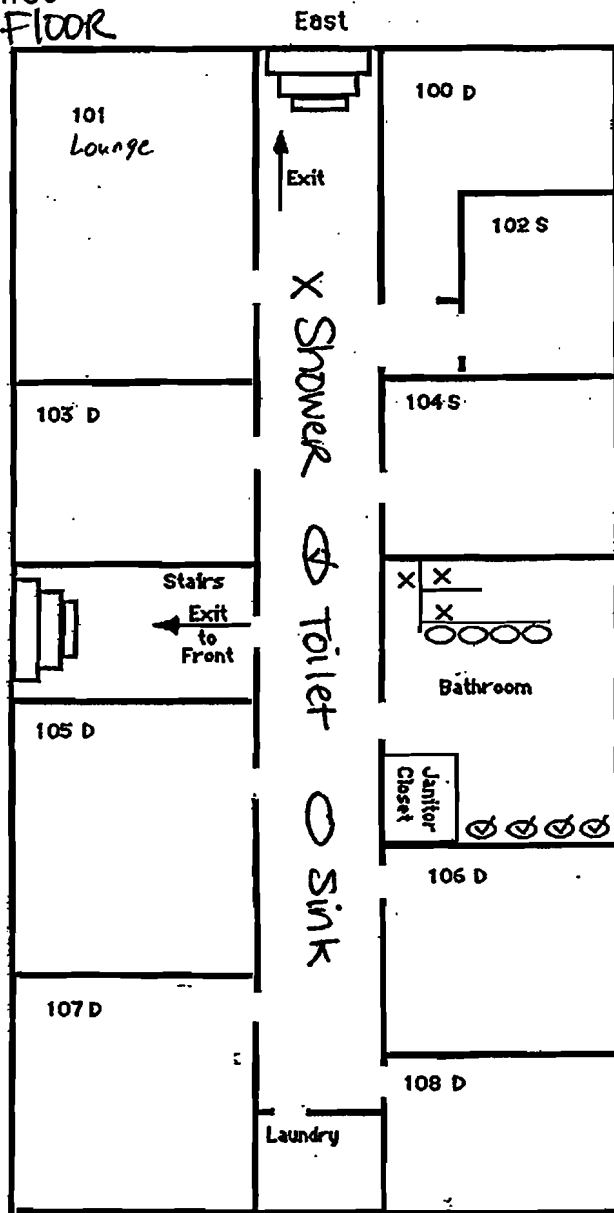 FLOOR
East
101
Lounge
100 D
Exit
102 S
X Shower
103 D
104 S
Stairs
Exit
to
Front
Toilet
X X
X
Bathroom
105 D
Janitor
Closet
Sink
106 D
107 D
108 D
Laundry